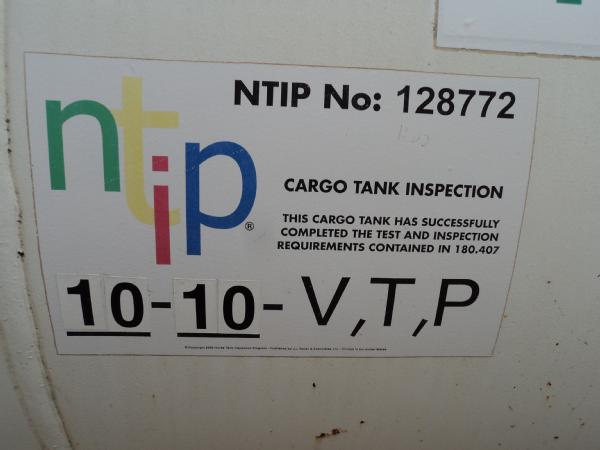 NTIP No: 128772
ntip®
CARGO TANK INSPECTION
THIS CARGO TANK HAS SUCCESSFULLY
COMPLETED THE TEST AND INSPECTION
REQUIREMENTS CONTAINED IN 180.407
10-10-V,T,P